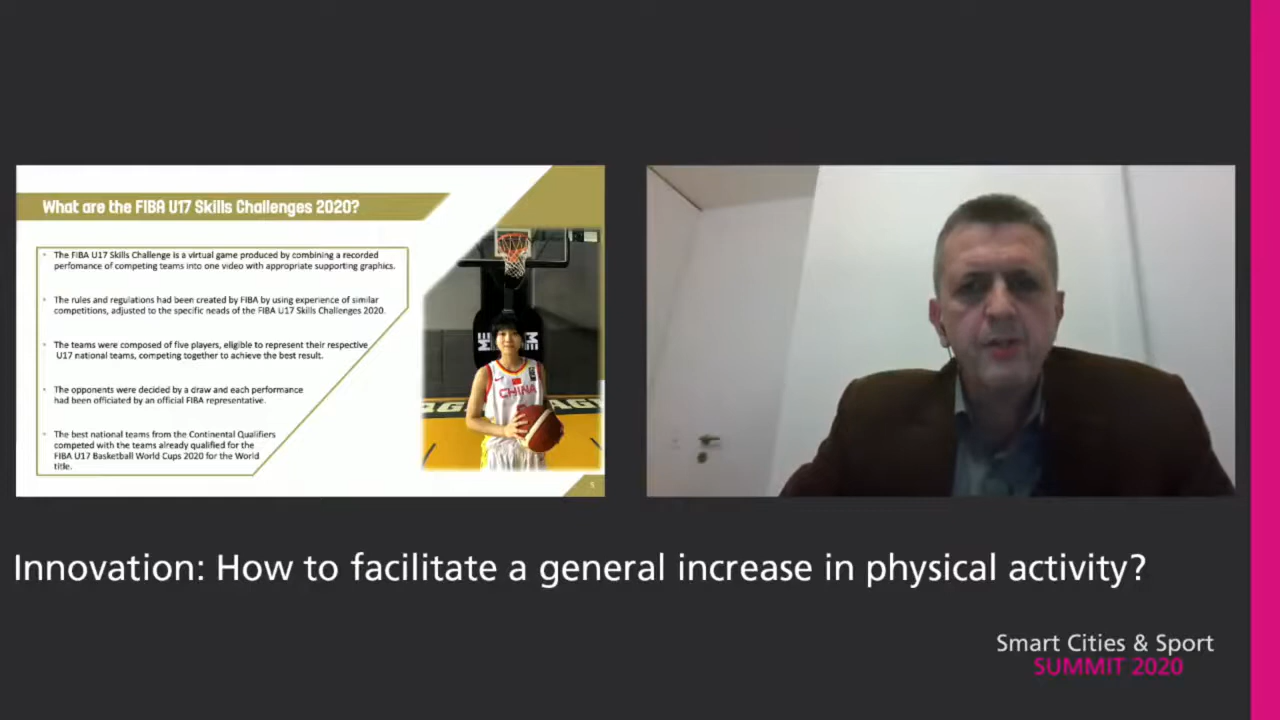 What are the FIBA U17 Skills Challenges 2020?
The FIBA U17 Skills Challenge is a virtual game produced by combining a recorded
perfomance of competing teams into one video with appropriate supporting graphics.
The rules and regulations had been created by FIBA by using experience of similar
competitions, adjusted to the specific neads of the FIBA U17 Skills Challenges 2020.
The teams were composed of five players, eligible to represent their respective
U17 national teams, competing together to achieve the best result.
The opponents were decided by a draw and each performance
had been officiated by an official FIBA representative.
The best national teams from the Continental Qualifiers
competed with the teams already qualified for the
FIBA U17 Basketball World Cups 2020 for the World
title.
ME
ME
CHINA
5
Innovation: How to facilitate a general increase in physical activity?
Smart Cities & Sport
SUMMIT 2020